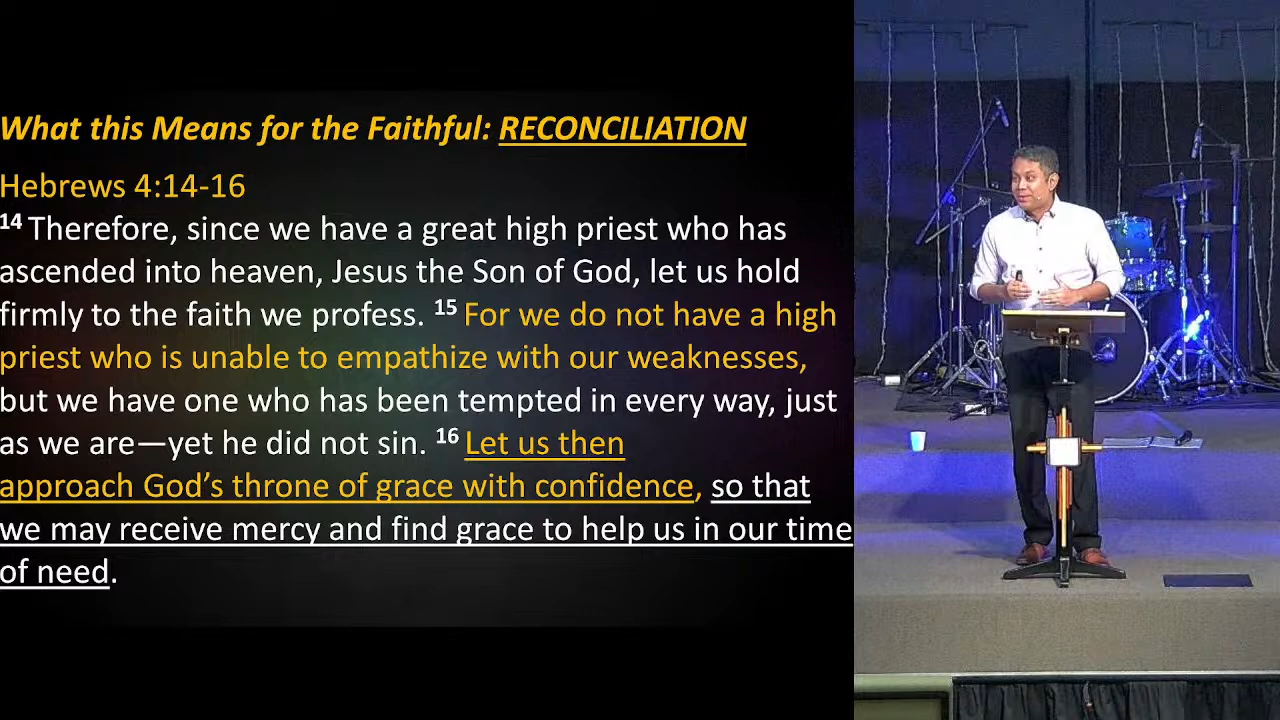 What this Means for the Faithful: RECONCILIATION
Hebrews 4:14-16
14 Therefore, since we have a great high priest who has
ascended into heaven, Jesus the Son of God, let us hold
firmly to the faith we profess. 15 For we do not have a high
priest who is unable to empathize with our weaknesses,
but we have one who has been tempted in every way, just
as we are—yet he did not sin. 16 Let us then
approach God’s throne of grace with confidence, so that
we may receive mercy and find grace to help us in our time
of need.